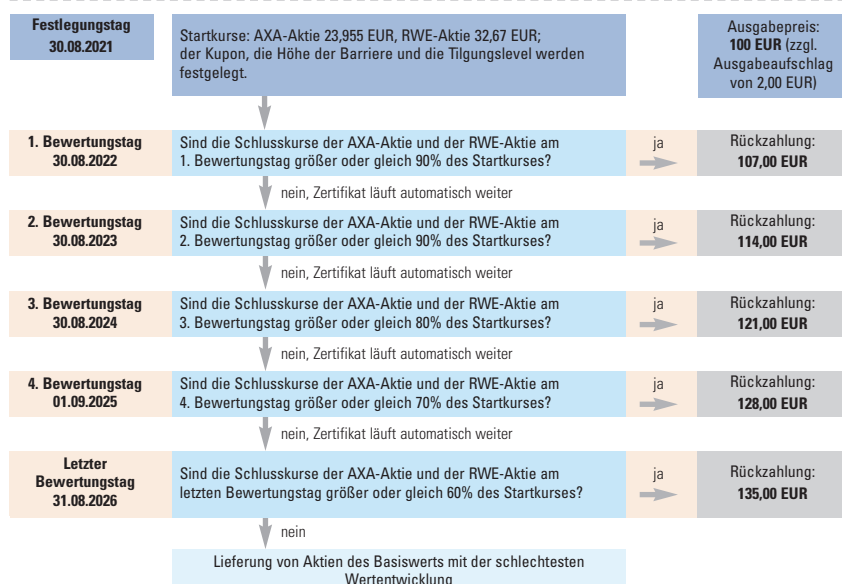 Festlegungstag
30.08.2021
Startkurse: AXA-Aktie 23,955 EUR, RWE-Aktie 32,67 EUR;
der Kupon, die Höhe der Barriere und die Tilgungslevel werden
festgelegt.
Ausgabepreis:
100 EUR (zzgl.
Ausgabeaufschlag
von 2,00 EUR)
1. Bewertungstag
30.08.2022
Sind die Schlusskurse der AXA-Aktie und der RWE-Aktie am
1. Bewertungstag größer oder gleich 90% des Startkurses?
ja
Rückzahlung:
107,00 EUR
nein, Zertifikat läuft automatisch weiter
2. Bewertungstag
30.08.2023
Sind die Schlusskurse der AXA-Aktie und der RWE-Aktie am
2. Bewertungstag größer oder gleich 90% des Startkurses?
ja
Rückzahlung:
114,00 EUR
nein, Zertifikat läuft automatisch weiter
3. Bewertungstag
30.08.2024
Sind die Schlusskurse der AXA-Aktie und der RWE-Aktie am
3. Bewertungstag größer oder gleich 80% des Startkurses?
ja
Rückzahlung:
121,00 EUR
nein, Zertifikat läuft automatisch weiter
4. Bewertungstag
01.09.2025
Sind die Schlusskurse der AXA-Aktie und der RWE-Aktie am
4. Bewertungstag größer oder gleich 70% des Startkurses?
ja
Rückzahlung:
128,00 EUR
nein, Zertifikat läuft automatisch weiter
Letzter
Bewertungstag
31.08.2026
Sind die Schlusskurse der AXA-Aktie und der RWE-Aktie am
letzten Bewertungstag größer oder gleich 60% des Startkurses?
ja
Rückzahlung:
135,00 EUR
nein
Lieferung von Aktien des Basiswerts mit der schlechtesten
Wertentwicklung